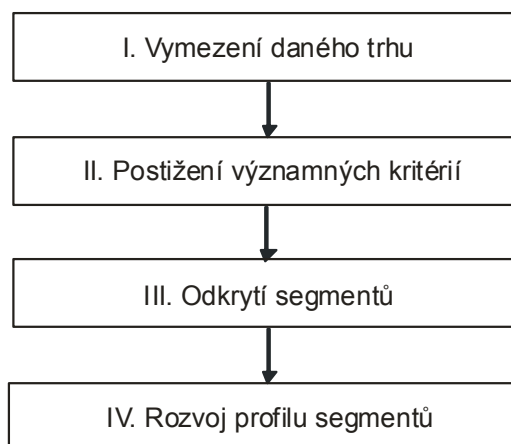 I. Vymezení daného trhu
II. Postižení významných kritérií
III. Odkrytí segmentů
IV. Rozvoj profilu segmentů